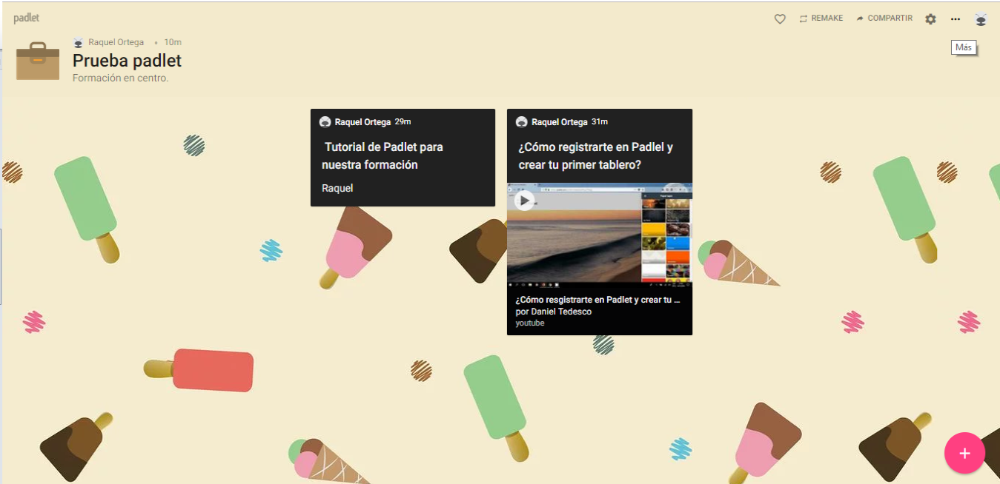 padlet
REMAKE
COMPARTIR
Más
Raquel Ortega • 10m
Prueba padlet
Formación en centro.
Raquel Ortega 29m
Tutorial de Padlet para
nuestra formación
Raquel
Raquel Ortega 31m
¿Cómo registrarte en Padlel y
crear tu primer tablero?
¿Cómo resgistrarte en Padlet y crear tu ...
por Daniel Tedesco
youtube